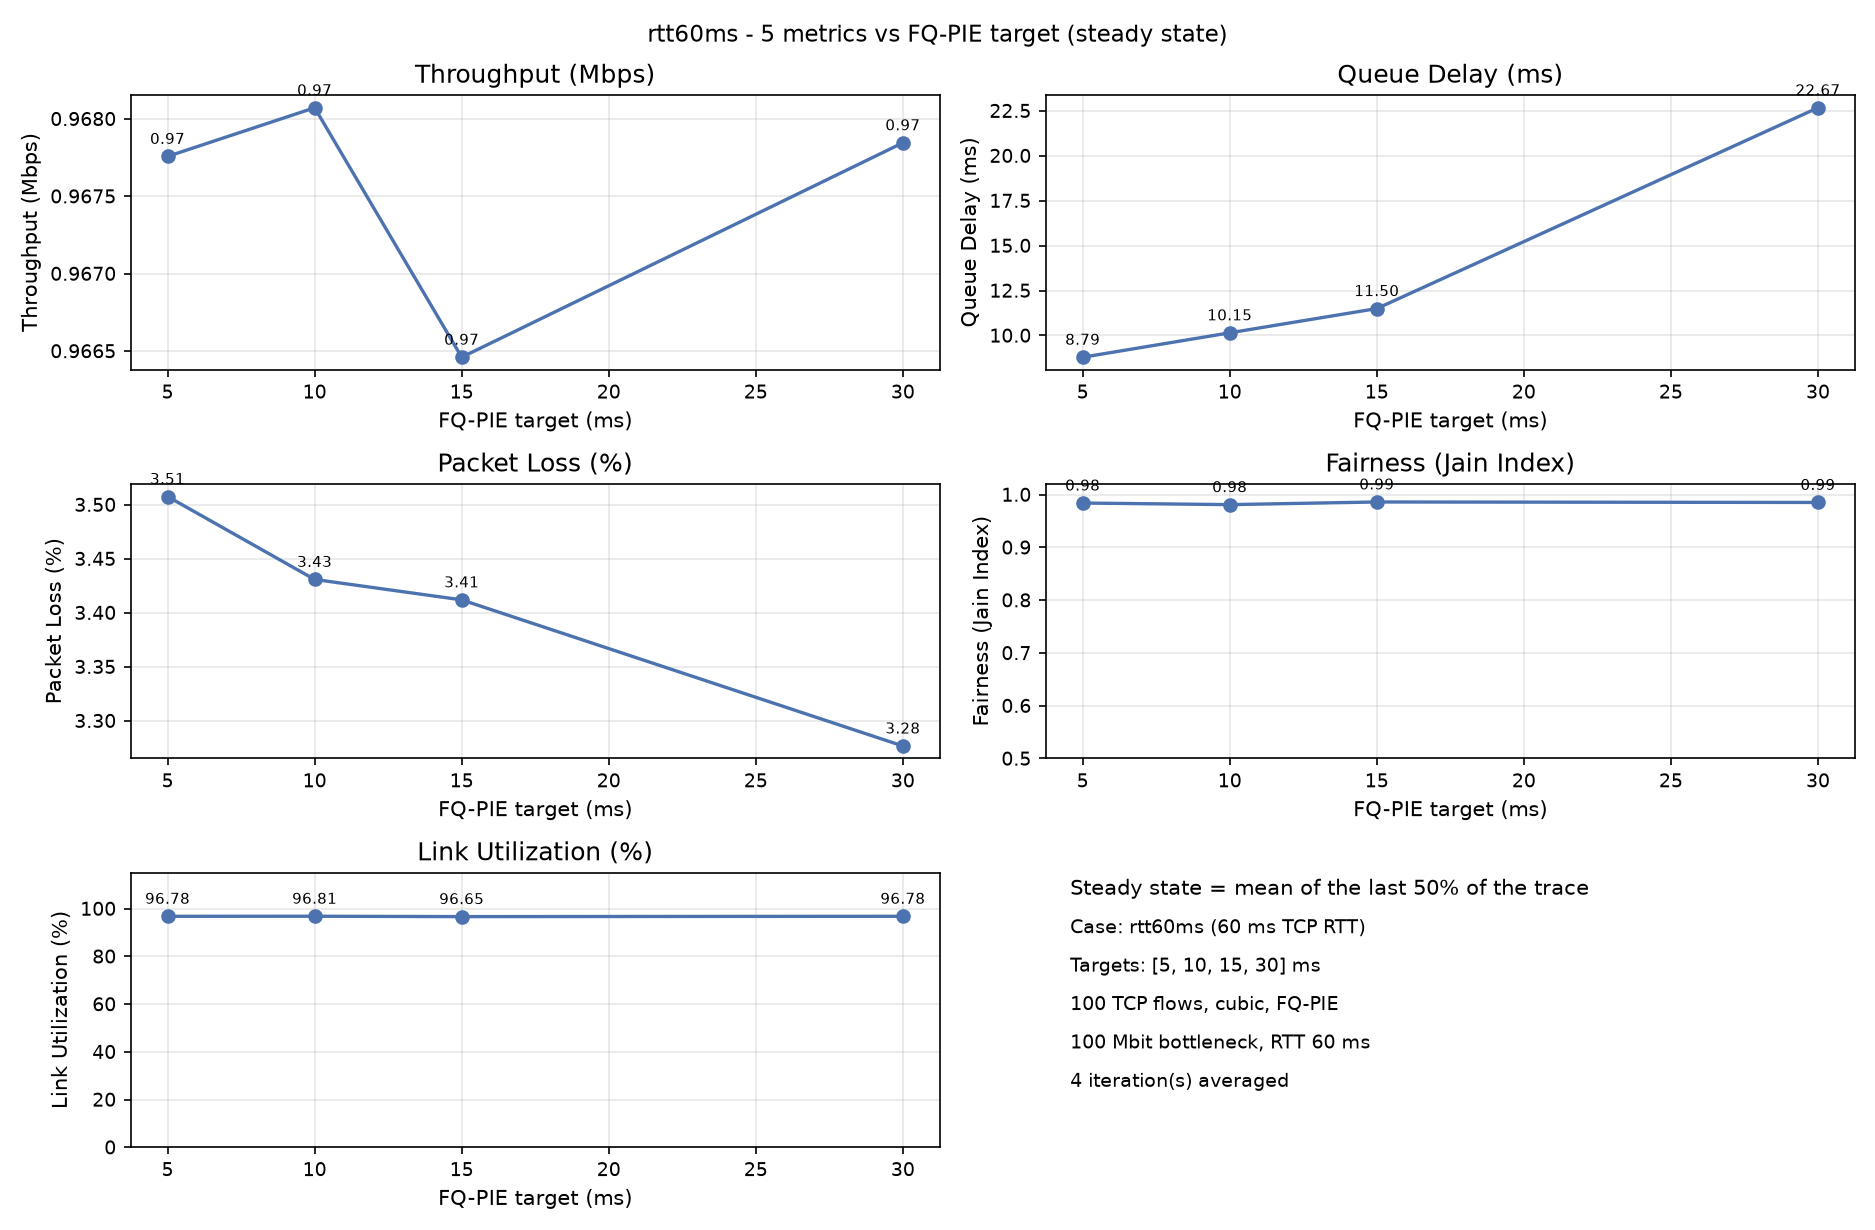 rtt60ms - 5 metrics vs FQ-PIE target (steady state)
Throughput (Mbps)
Throughput (Mbps)
0.9680
0.9675
0.9670
0.9665
0.97
0.97
0.97
0.97
5 10 15 20 25 30
FQ-PIE target (ms)
Queue Delay (ms)
Queue Delay (ms)
22.5
20.0
17.5
15.0
12.5
10.0
8.79
10.15
11.50
22.67
5 10 15 20 25 30
FQ-PIE target (ms)
Packet Loss (%)
Packet Loss (%)
3.50
3.45
3.40
3.35
3.30
3.51
3.43
3.41
3.28
5 10 15 20 25 30
FQ-PIE target (ms)
Fairness (Jain Index)
Fairness (Jain Index)
1.0
0.9
0.8
0.7
0.6
0.5
0.98
0.98
0.99
0.99
5 10 15 20 25 30
FQ-PIE target (ms)
Link Utilization (%)
Link Utilization (%)
100
80
60
40
20
0
96.78
96.81
96.65
96.78
5 10 15 20 25 30
FQ-PIE target (ms)
Steady state = mean of the last 50% of the trace
Case: rtt60ms (60 ms TCP RTT)
Targets: [5, 10, 15, 30] ms
100 TCP flows, cubic, FQ-PIE
100 Mbit bottleneck, RTT 60 ms
4 iteration(s) averaged